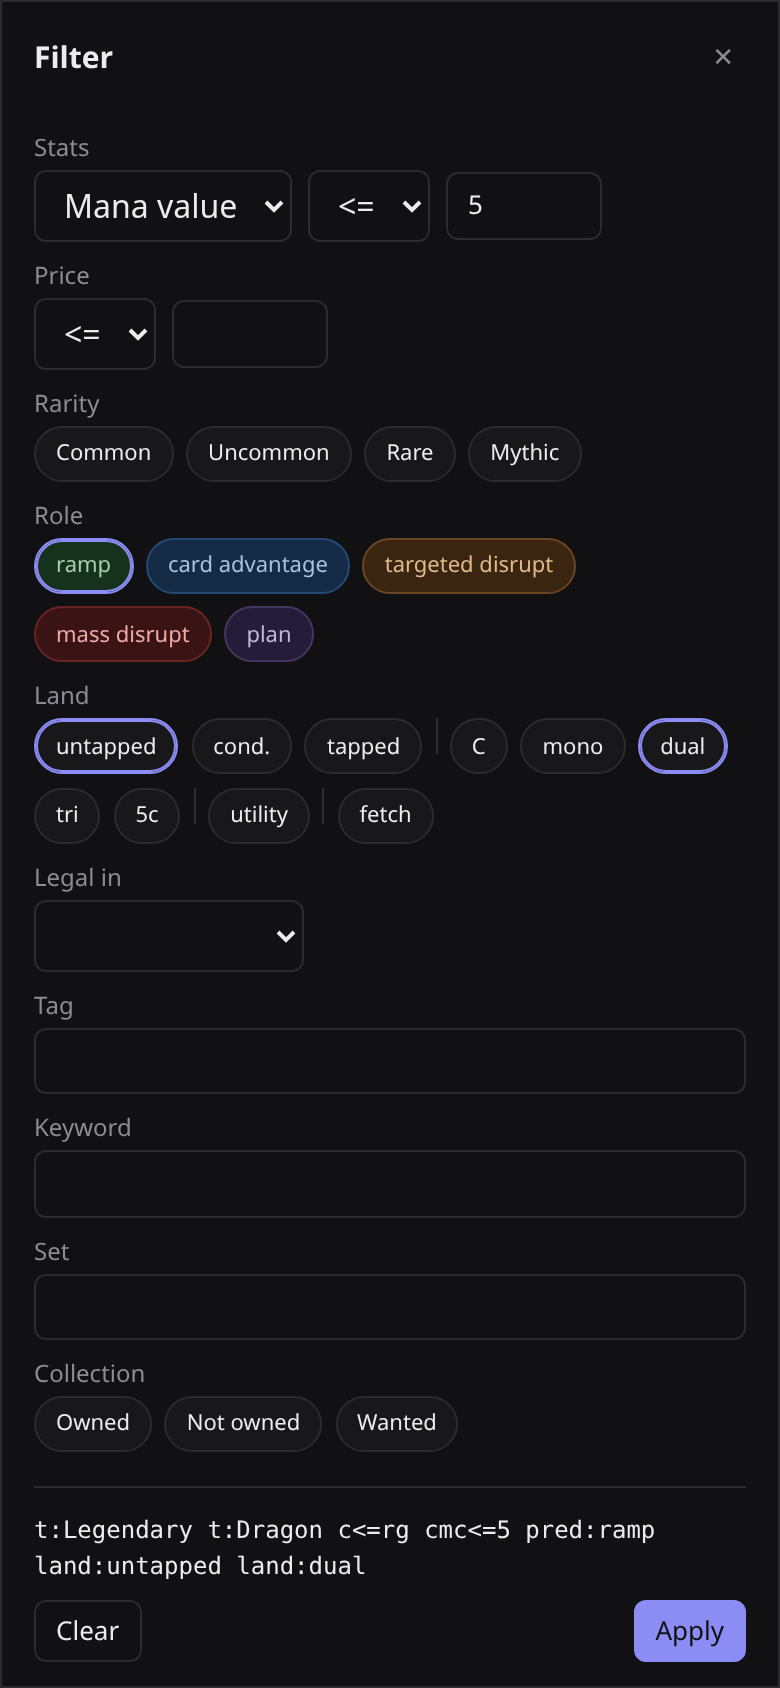 Filter ✕
Stats
Mana value <= 5
Price
<=
Rarity
Common Uncommon Rare Mythic
Role
ramp card advantage targeted disrupt
mass disrupt plan
Land
untapped cond. tapped C mono dual
tri 5c utility fetch
Legal in
Tag
Keyword
Set
Collection
Owned Not owned Wanted
t:Legendary t:Dragon c<=rg cmc<=5 pred:ramp
land:untapped land:dual
Clear Apply